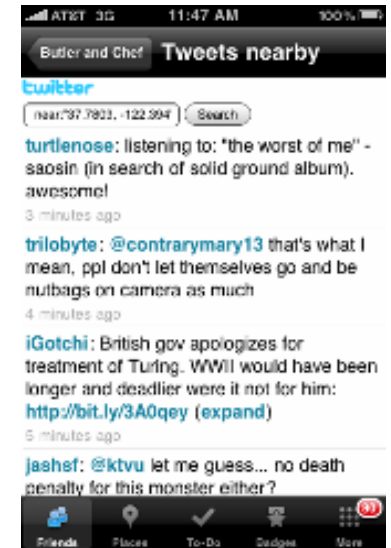 AT&T 3G 11:47 AM 100%
Butler and Chef Tweets nearby
twitter
near:"37.7803, -122.394" Search
turtlenose: listening to: "the worst of me" -
saosin (in search of solid ground album).
awesome!
3 minutes ago
trilobyte: @contrarymary13 that's what I
mean, ppl don't let themselves go and be
nutbags on camera as much
4 minutes ago
iGotchi: British gov apologizes for
treatment of Turing. WWII would have been
longer and deadlier were it not for him:
http://bit.ly/3A0qey (expand)
5 minutes ago
jashsf: @ktvu let me guess... no death
penalty for this monster either?
Friends Places To-Do Badges More